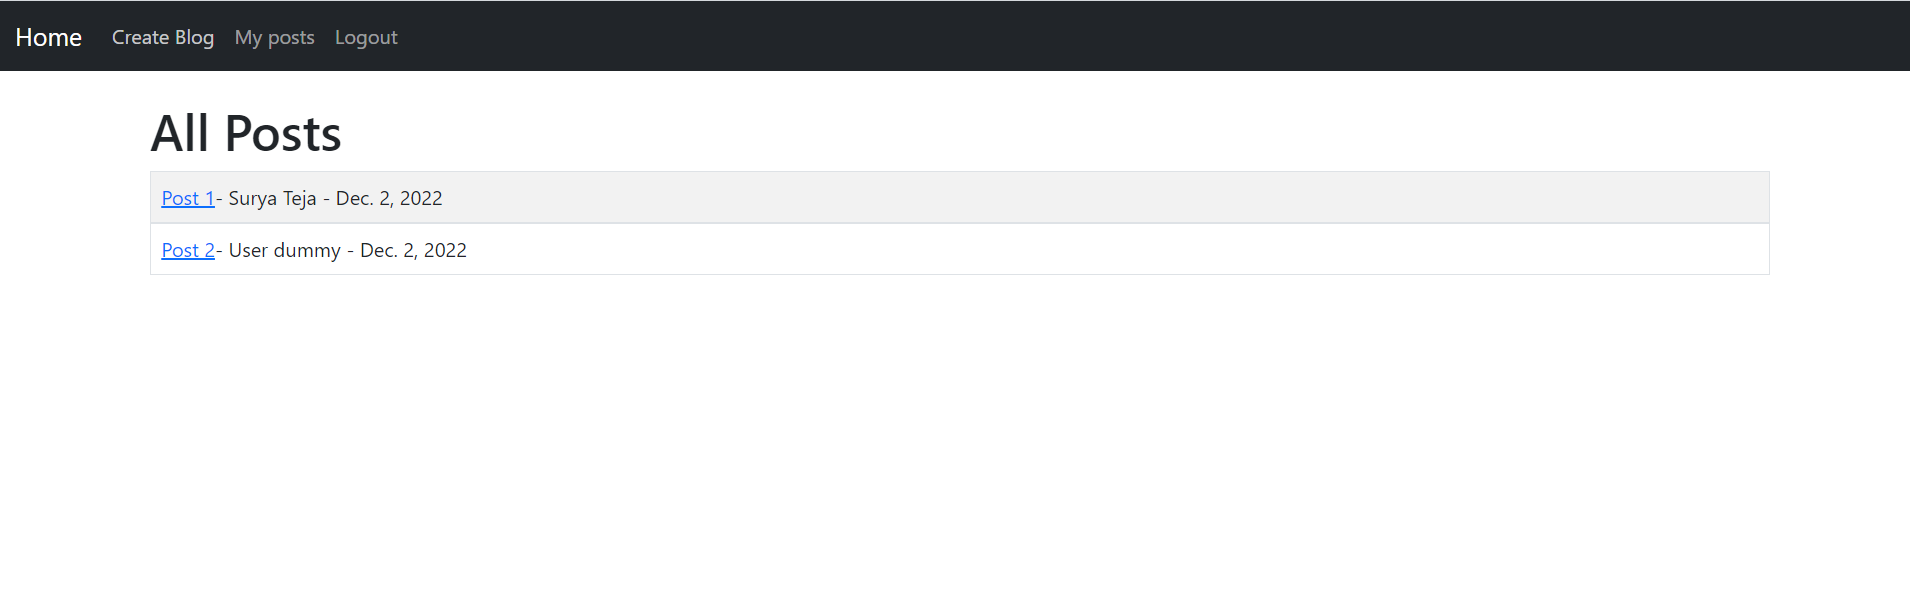 Home Create Blog My posts Logout
All Posts
Post 1- Surya Teja - Dec. 2, 2022
Post 2- User dummy - Dec. 2, 2022